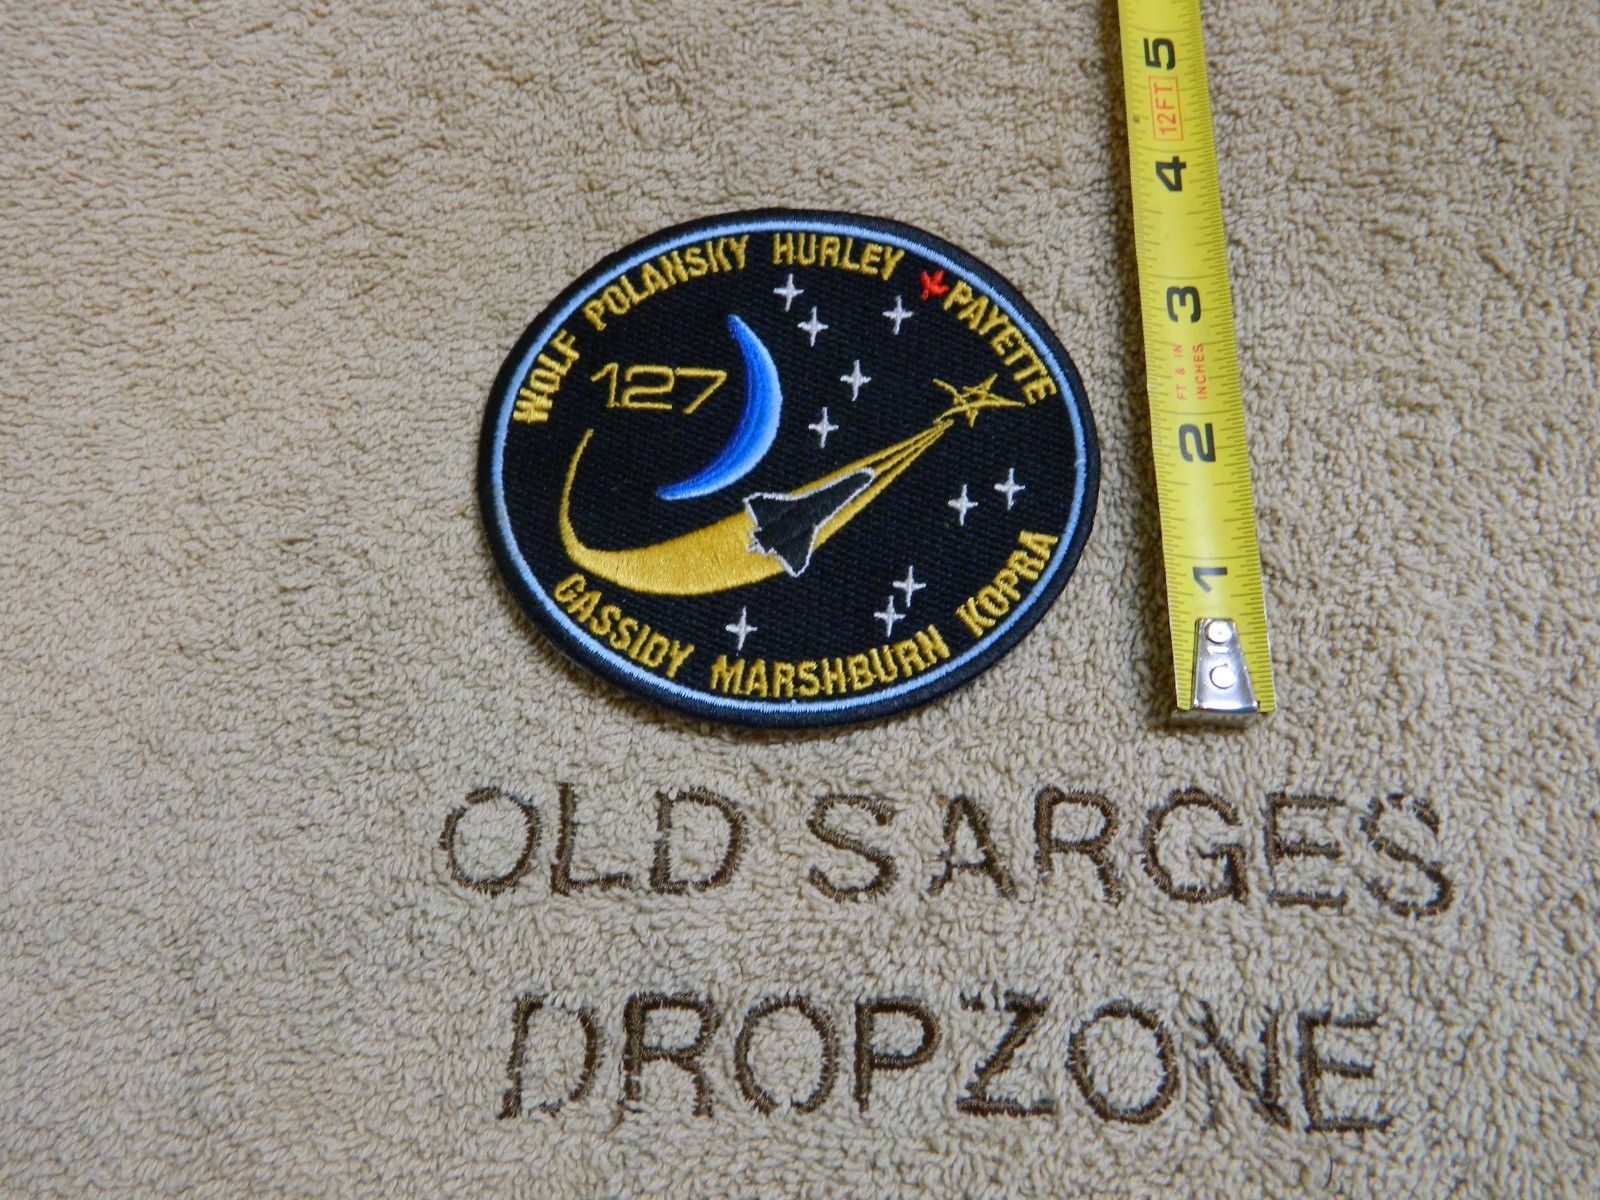 WOLF POLANSKY HURLEY PAYETTE
127
CASSIDY MARSHBURN KOPRA
5
12FT
4
3
FT & IN
INCHES
2
1
OLD SARGES
DROPZONE